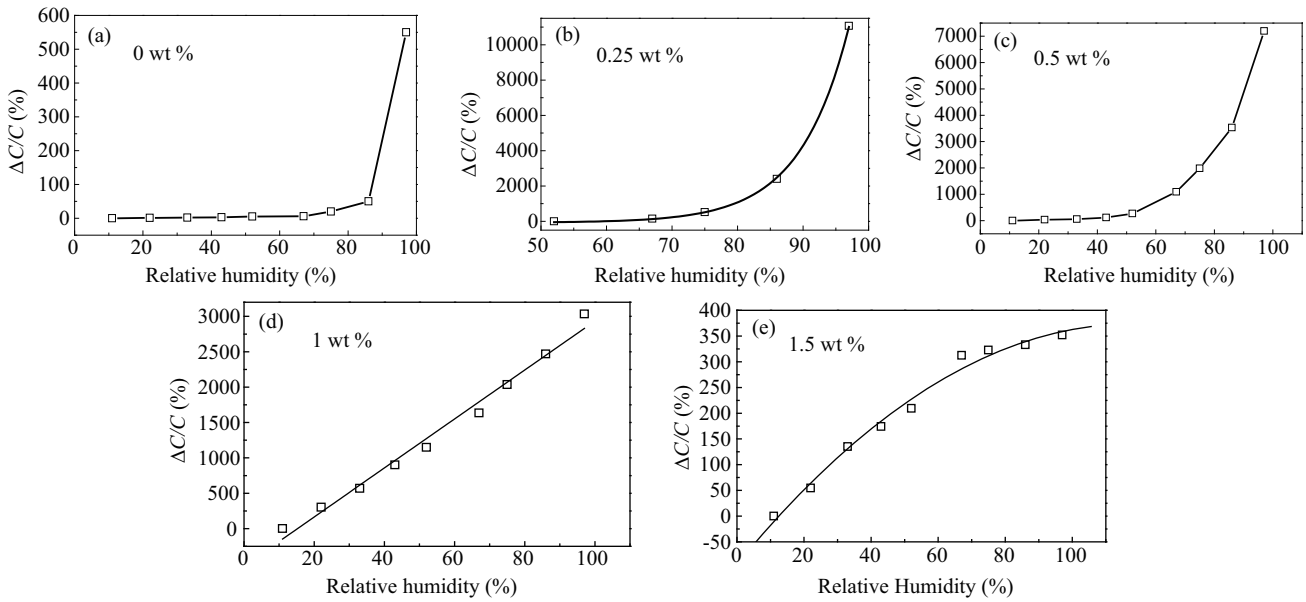 (a)
0 wt %
600
500
400
300
200
100
0
ΔC/C (%)
0 20 40 60 80 100
Relative humidity (%)
(b)
0.25 wt %
10000
8000
6000
4000
2000
0
ΔC/C (%)
50 60 70 80 90 100
Relative humidity (%)
(c)
0.5 wt %
7000
6000
5000
4000
3000
2000
1000
0
ΔC/C (%)
0 20 40 60 80 100
Relative humidity (%)
(d)
1 wt %
3000
2500
2000
1500
1000
500
0
ΔC/C (%)
0 20 40 60 80 100
Relative humidity (%)
(e)
1.5 wt %
400
350
300
250
200
150
100
50
0
-50
ΔC/C (%)
0 20 40 60 80 100
Relative Humidity (%)